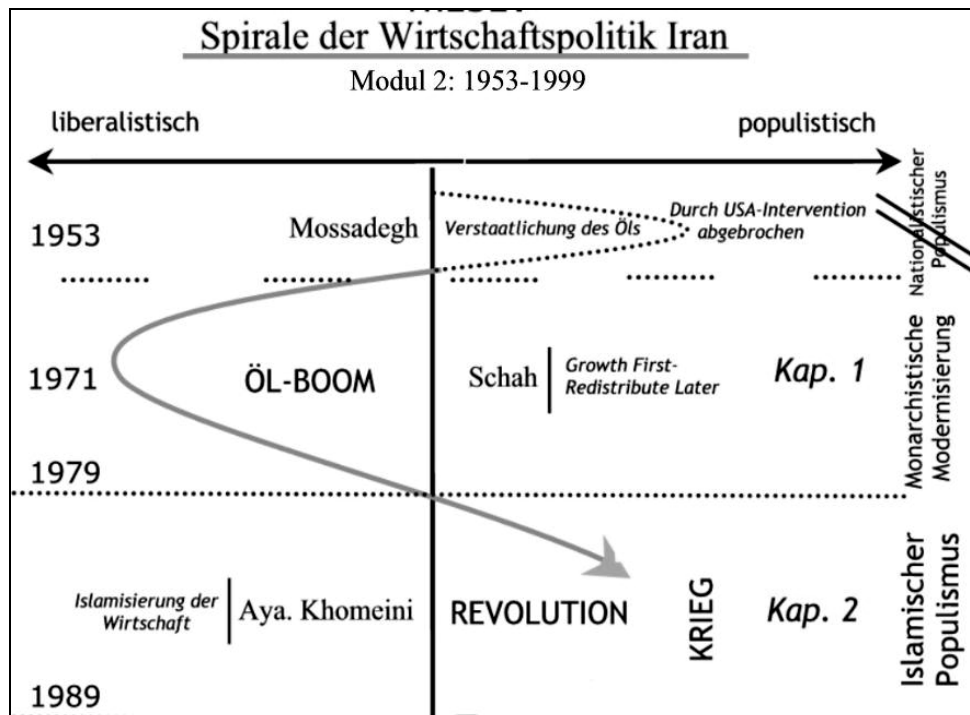 Spirale der Wirtschaftspolitik Iran
Modul 2: 1953-1999
liberalistisch
populistisch
1953
Mossadegh
Verstaatlichung des Öls
Durch USA-Intervention
abgebrochen
Nationalistischer
Populismus
1971
ÖL-BOOM
Schah
Growth First-
Redistribute Later
Kap. 1
Monarchistische
Modernisierung
1979
Islamisierung der
Wirtschaft
Aya. Khomeini
REVOLUTION
KRIEG
Kap. 2
Islamischer
Populismus
1989